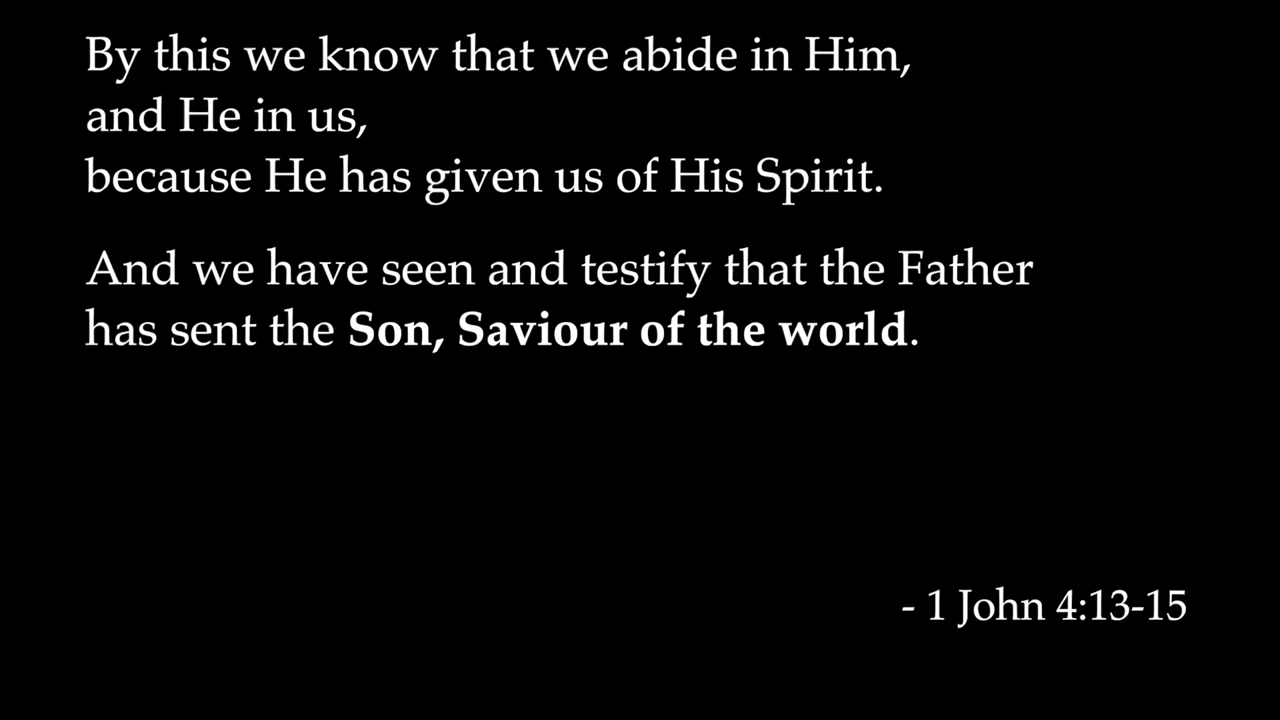 By this we know that we abide in Him,
and He in us,
because He has given us of His Spirit.
And we have seen and testify that the Father
has sent the Son, Saviour of the world.
- 1 John 4:13-15